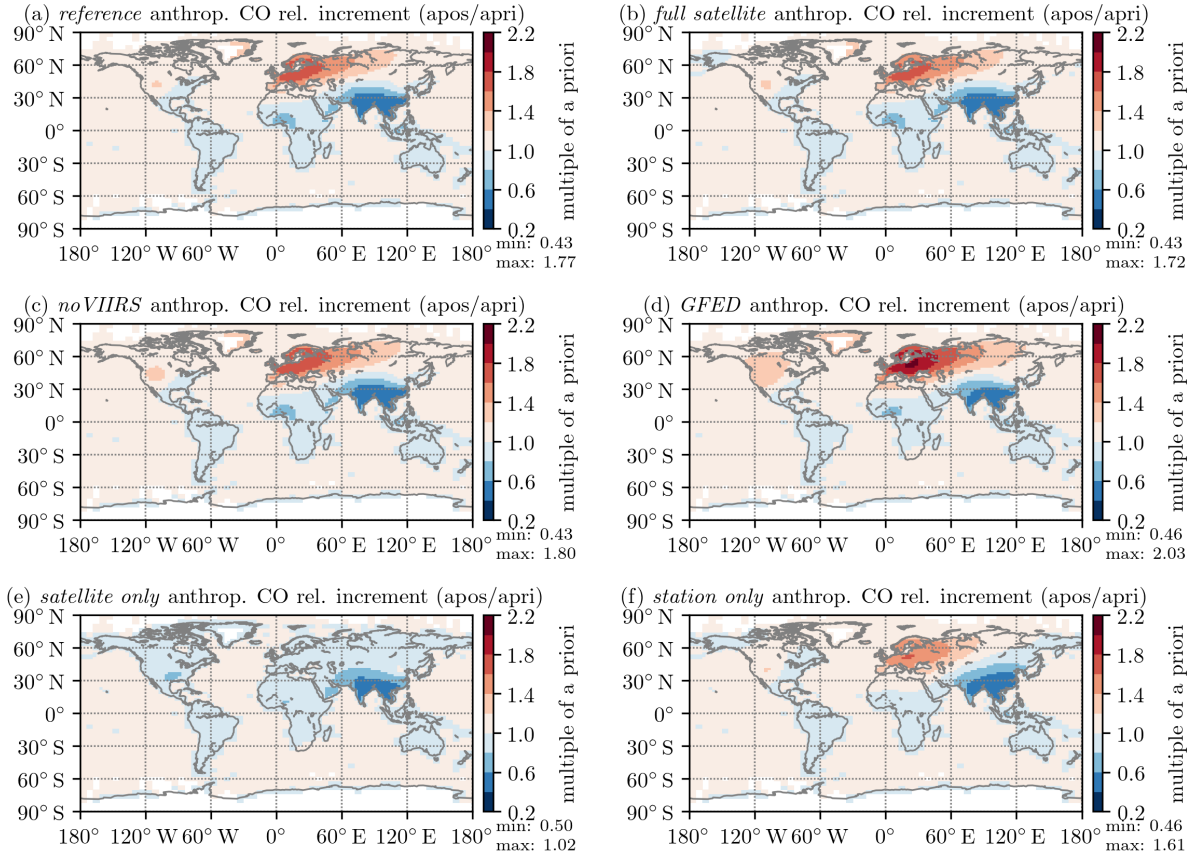 (a) reference anthrop. CO rel. increment (apos/apri)
90° N
60° N
30° N
0°
30° S
60° S
90° S
180° 120° W 60° W 0° 60° E 120° E 180°
2.2
1.8
1.4
1.0
0.6
0.2
multiple of a priori
min: 0.43
max: 1.77
(b) full satellite anthrop. CO rel. increment (apos/apri)
90° N
60° N
30° N
0°
30° S
60° S
90° S
180° 120° W 60° W 0° 60° E 120° E 180°
2.2
1.8
1.4
1.0
0.6
0.2
multiple of a priori
min: 0.43
max: 1.72
(c) noVIIRS anthrop. CO rel. increment (apos/apri)
90° N
60° N
30° N
0°
30° S
60° S
90° S
180° 120° W 60° W 0° 60° E 120° E 180°
2.2
1.8
1.4
1.0
0.6
0.2
multiple of a priori
min: 0.43
max: 1.80
(d) GFED anthrop. CO rel. increment (apos/apri)
90° N
60° N
30° N
0°
30° S
60° S
90° S
180° 120° W 60° W 0° 60° E 120° E 180°
2.2
1.8
1.4
1.0
0.6
0.2
multiple of a priori
min: 0.46
max: 2.03
(e) satellite only anthrop. CO rel. increment (apos/apri)
90° N
60° N
30° N
0°
30° S
60° S
90° S
180° 120° W 60° W 0° 60° E 120° E 180°
2.2
1.8
1.4
1.0
0.6
0.2
multiple of a priori
min: 0.50
max: 1.02
(f) station only anthrop. CO rel. increment (apos/apri)
90° N
60° N
30° N
0°
30° S
60° S
90° S
180° 120° W 60° W 0° 60° E 120° E 180°
2.2
1.8
1.4
1.0
0.6
0.2
multiple of a priori
min: 0.46
max: 1.61